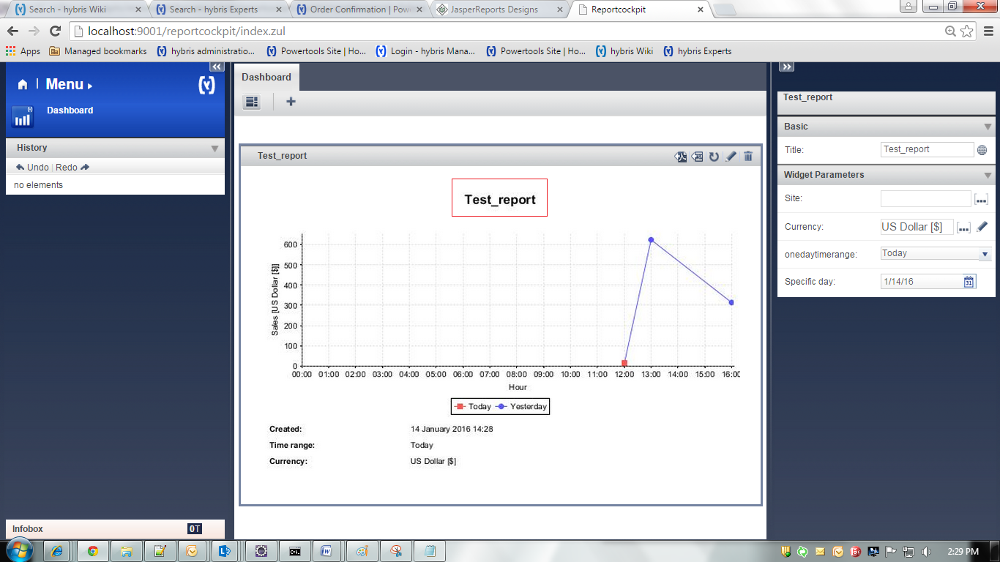 Search - hybris Wiki
Search - hybris Experts
Order Confirmation | Pow
JasperReports Designs
Reportcockpit
localhost:9001/reportcockpit/index.zul
Apps
Managed bookmarks
hybris administratio...
Powertools Site | Ho...
Login - hybris Mana...
Powertools Site | Ho...
hybris Wiki
hybris Experts
Menu
Dashboard
History
Undo | Redo
no elements
Infobox
0T
Dashboard
Test_report
Test_report
Sales [US Dollar [$]]
600
500
400
300
200
100
0
00:00 01:00 02:00 03:00 04:00 05:00 06:00 07:00 08:00 09:00 10:00 11:00 12:00 13:00 14:00 15:00 16:00
Hour
Today Yesterday
Created: 14 January 2016 14:28
Time range: Today
Currency: US Dollar [$]
Test_report
Basic
Title: Test_report
Widget Parameters
Site:
Currency: US Dollar [$]
onedaytimerange: Today
Specific day: 1/14/16
31
2:29 PM